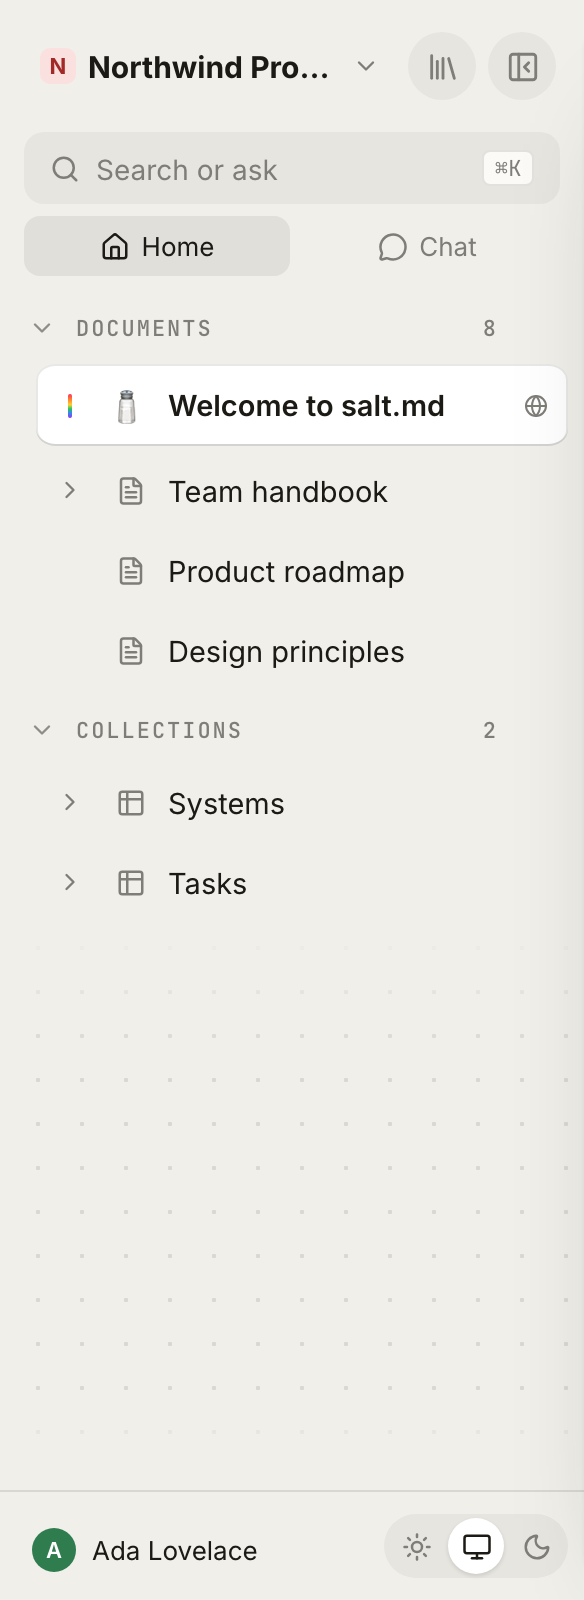 N Northwind Pro...
Search or ask ⌘K
Home Chat
DOCUMENTS 8
Welcome to salt.md
Team handbook
Product roadmap
Design principles
COLLECTIONS 2
Systems
Tasks
A Ada Lovelace